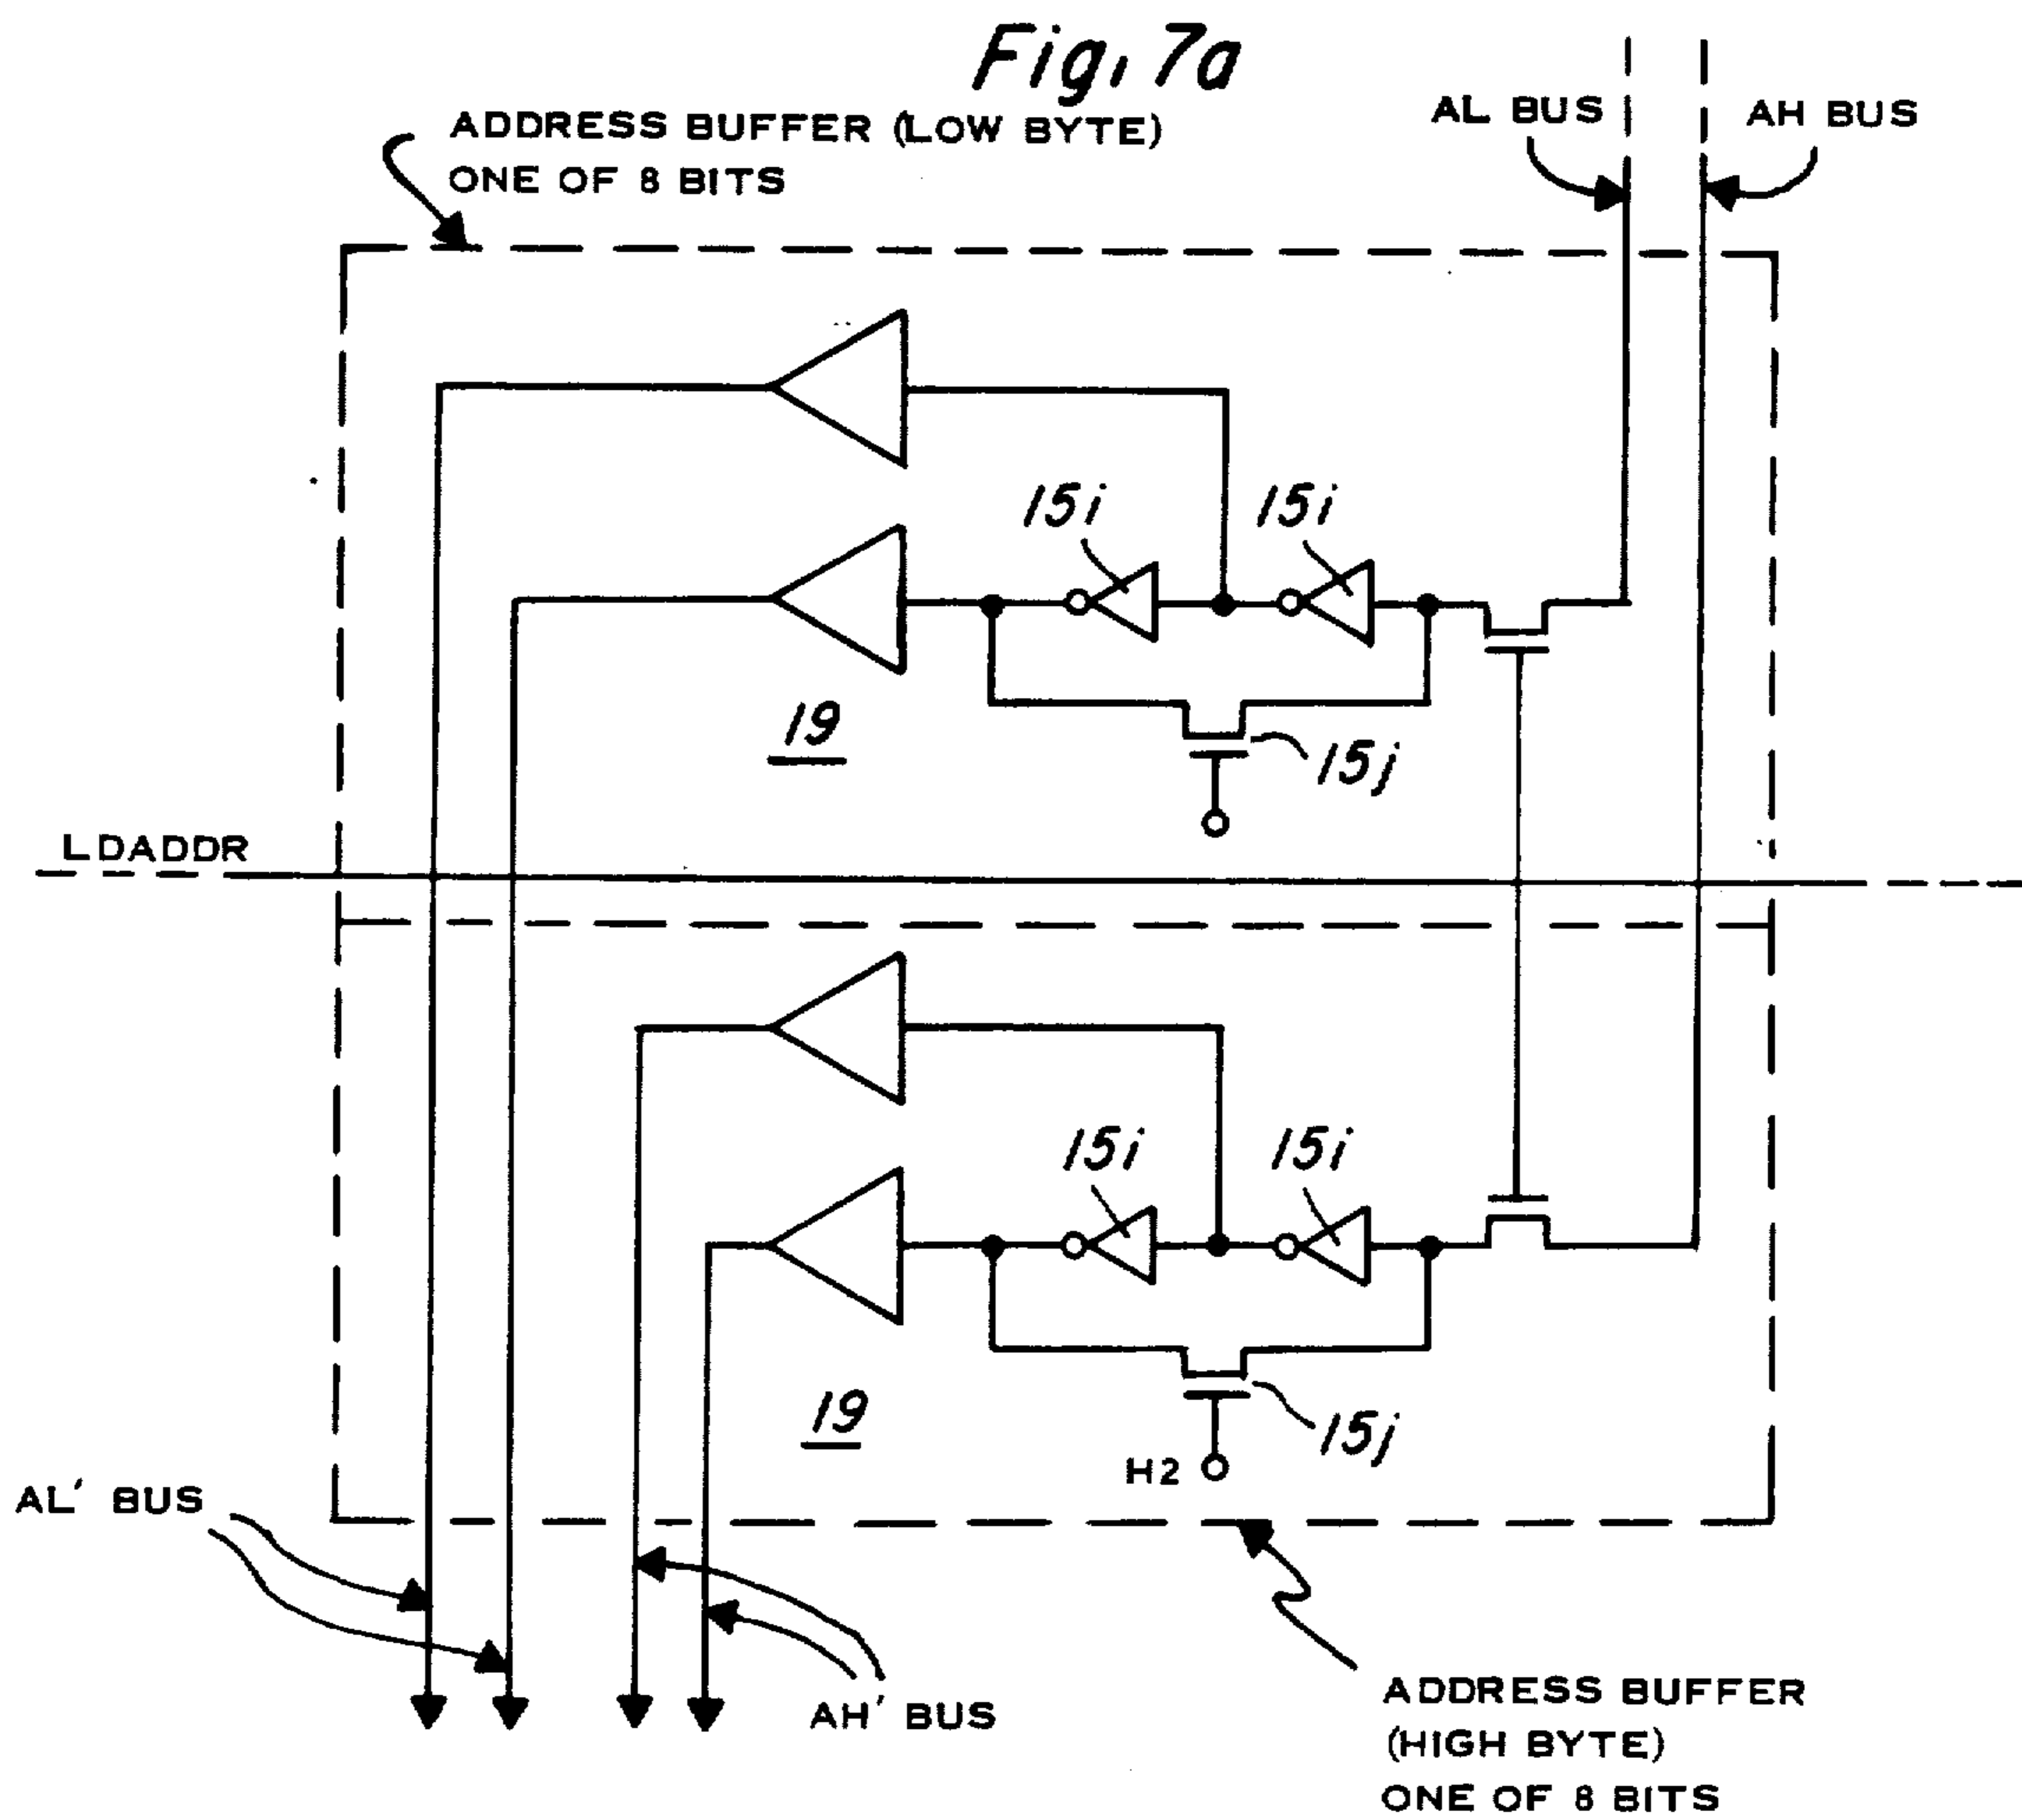 Fig. 7a
ADDRESS BUFFER (LOW BYTE)
ONE OF 8 BITS
AL BUS
AH BUS
15i
15i
19
15j
LDADDR
15i
15i
19
15j
H2
AL' BUS
AH' BUS
ADDRESS BUFFER
(HIGH BYTE)
ONE OF 8 BITS